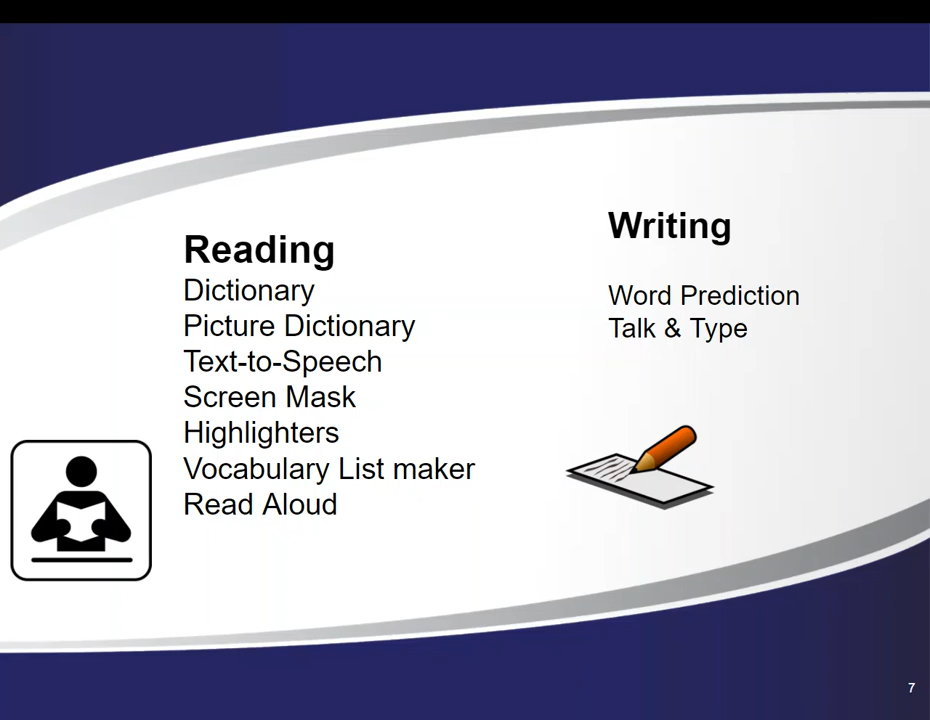 Reading
Dictionary
Picture Dictionary
Text-to-Speech
Screen Mask
Highlighters
Vocabulary List maker
Read Aloud
Writing
Word Prediction
Talk & Type
7